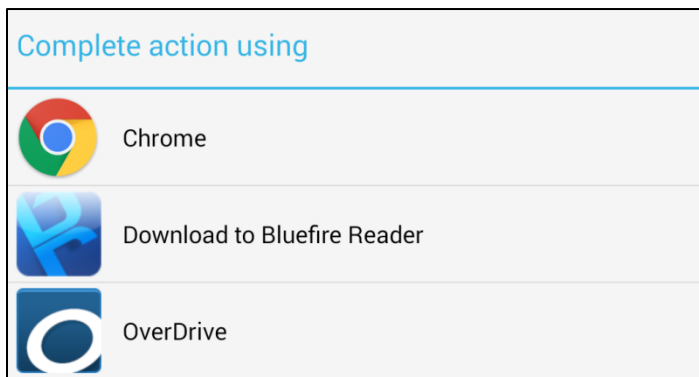 Complete action using
Chrome
Download to Bluefire Reader
OverDrive